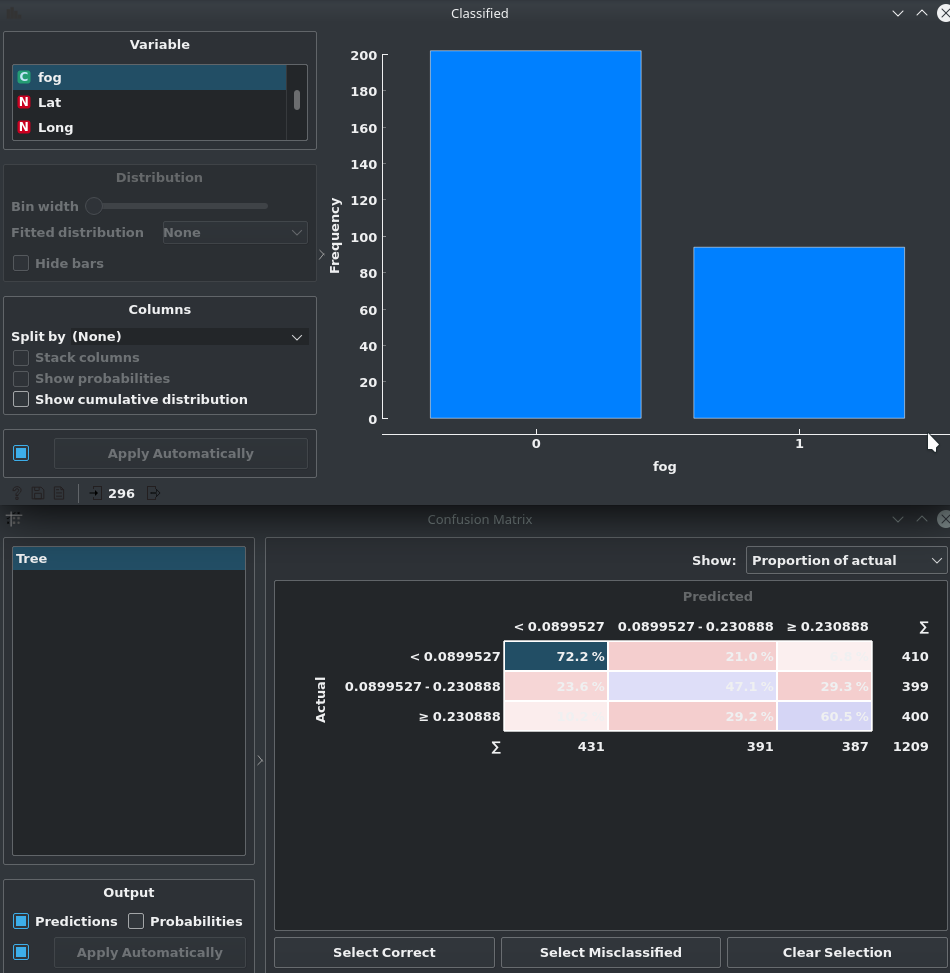 Classified
Variable
C fog
N Lat
N Long
Distribution
Bin width
Fitted distribution None
Hide bars
Columns
Split by (None)
Stack columns
Show probabilities
Show cumulative distribution
Apply Automatically
296
200
180
160
140
120
100
80
60
40
20
0
Frequency
0 1
fog
Confusion Matrix
Tree
Show: Proportion of actual
Predicted
< 0.0899527 0.0899527 - 0.230888 ≥ 0.230888 ∑
< 0.0899527 72.2 % 21.0 % 410
Actual
0.0899527 - 0.230888 23.6 % 47.1 % 29.3 % 399
≥ 0.230888 29.2 % 60.5 % 400
∑ 431 391 387 1209
Output
Predictions Probabilities
Apply Automatically
Select Correct Select Misclassified Clear Selection